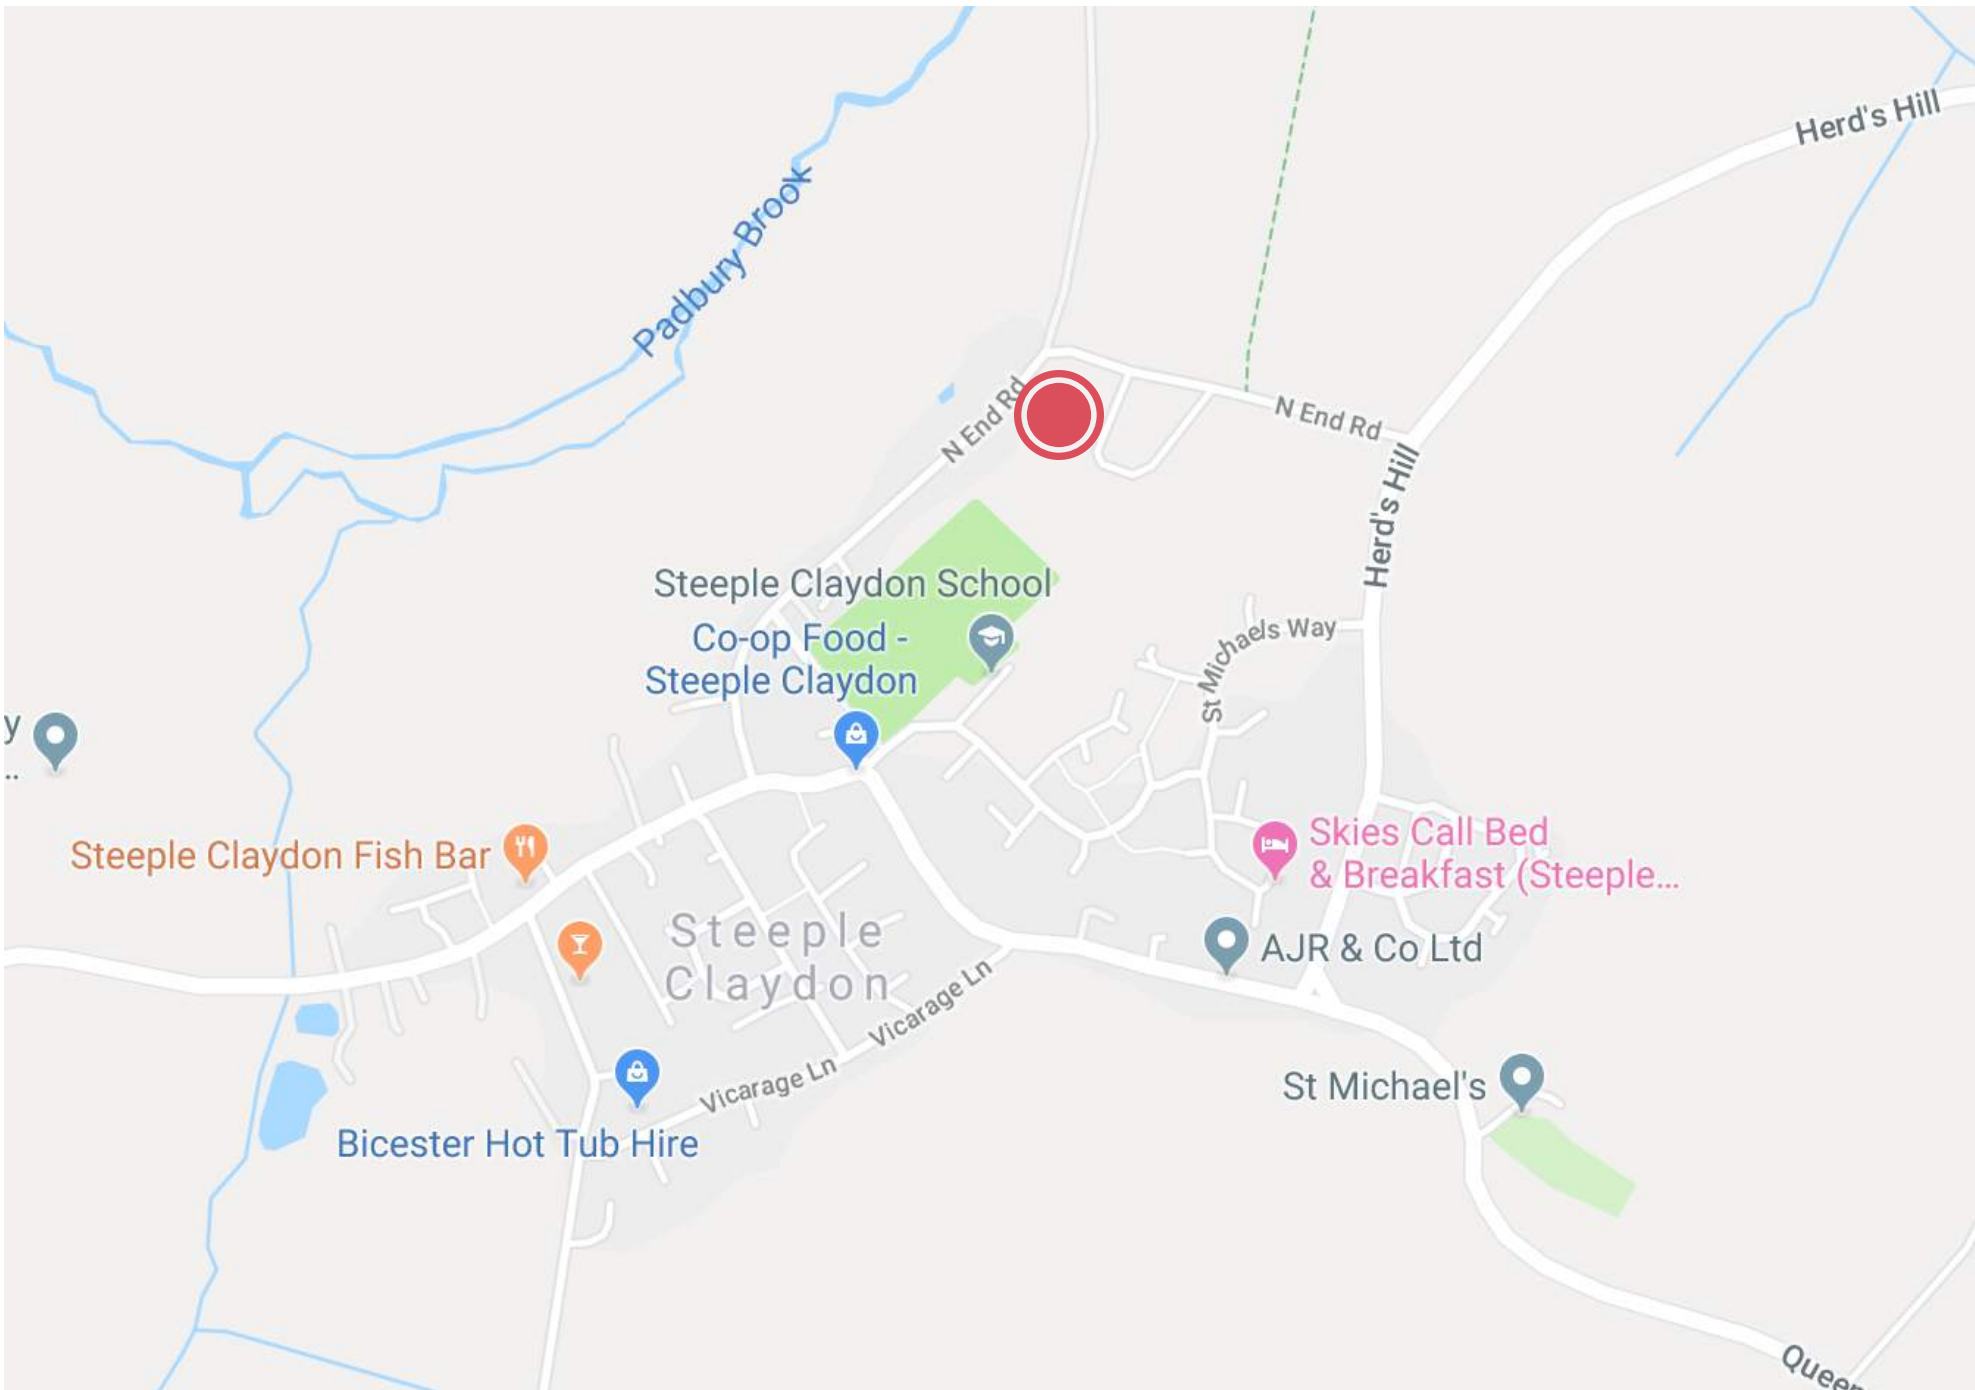 Herd's Hill
Padbury Brook
N End Rd
N End Rd
Herd's Hill
Steeple Claydon School
Co-op Food -
Steeple Claydon
St Michaels Way
y
..
Skies Call Bed
& Breakfast (Steeple...
Steeple Claydon Fish Bar
Steeple
Claydon
AJR & Co Ltd
Vicarage Ln
Vicarage Ln
St Michael's
Bicester Hot Tub Hire
Queen